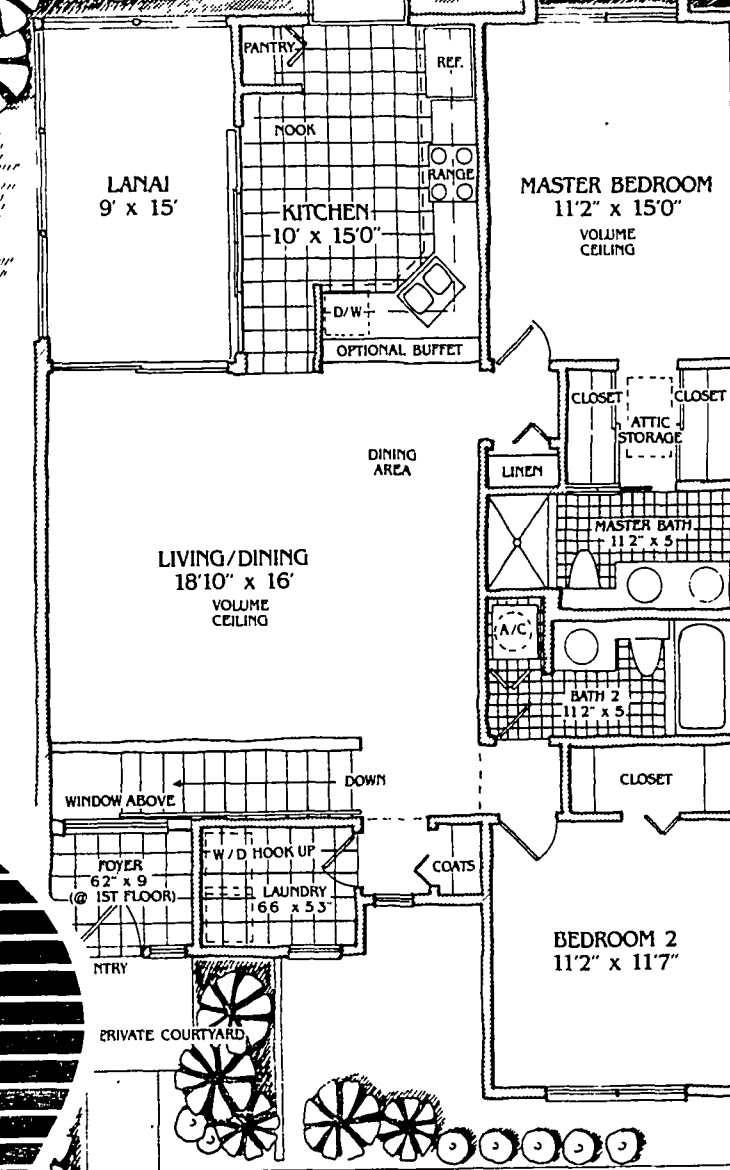 PANTRY
REF.
NOOK
RANGE
LANAI
9' x 15'
KITCHEN
10' x 15'0"
MASTER BEDROOM
11'2" x 15'0"
VOLUME
CEILING
D/W
OPTIONAL BUFFET
CLOSET
CLOSET
ATTIC
STORAGE
DINING
AREA
LINEN
MASTER BATH
11'2" x 5
LIVING/DINING
18'10" x 16'
VOLUME
CEILING
A/C
BATH 2
11'2" x 5
DOWN
CLOSET
WINDOW ABOVE
W/D HOOK UP
FOYER
6'2" x 9
(@ 1ST FLOOR)
LAUNDRY
6'6 x 5'3"
COATS
BEDROOM 2
11'2" x 11'7"
NTRY
PRIVATE COURTYARD